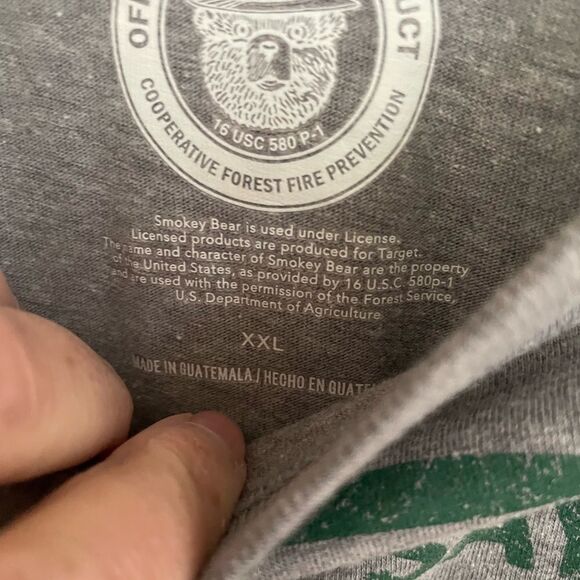 16 USC 580 P-1
COOPERATIVE FOREST FIRE PREVENTION
Smokey Bear is used under License.
Licensed products are produced for Target.
The name and character of Smokey Bear are the property
of the United States, as provided by 16 U.S.C. 580p-1
and are used with the permission of the Forest Service,
U.S. Department of Agriculture
XXL
MADE IN GUATEMALA / HECHO EN